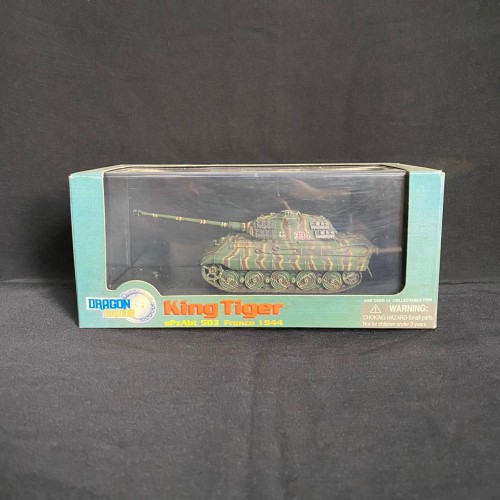 DRAGON
ARMOR
King Tiger
sPzAbt 503 France 1944
WARNING:
CHOKING HAZARD-Small parts.
Not for children under 3 years.